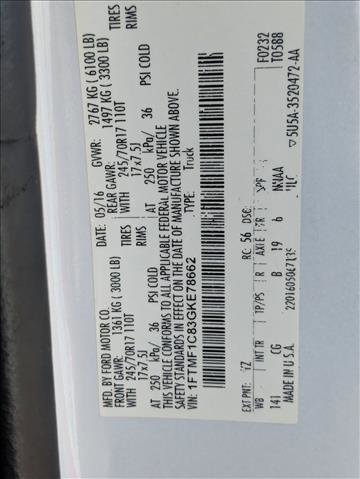 MFD. BY FORD MOTOR CO.
DATE: 05/16 GVWR: 2767 KG (6100 LB)
FRONT GAWR: 1361 KG (3000 LB) REAR GAWR: 1497 KG (3300 LB)
WITH 245/70R17 110T TIRES WITH 245/70R17 110T TIRES
17x7.5J RIMS 17x7.5J RIMS
AT 250 kPa/ 36 PSI COLD AT 250 kPa/ 36 PSI COLD
THIS VEHICLE CONFORMS TO ALL APPLICABLE FEDERAL MOTOR VEHICLE
SAFETY STANDARDS IN EFFECT ON THE DATE OF MANUFACTURE SHOWN ABOVE.
VIN: 1FTMF1C83GKE78662 TYPE: Truck
F0232
T05BB
EXT PNT: YZ RC: 56 DSO:
WB INT TR TP/PS R AXLE TR SPR
141 CG B 19 6
MADE IN U.S.A.
5U5A-3520472-AA